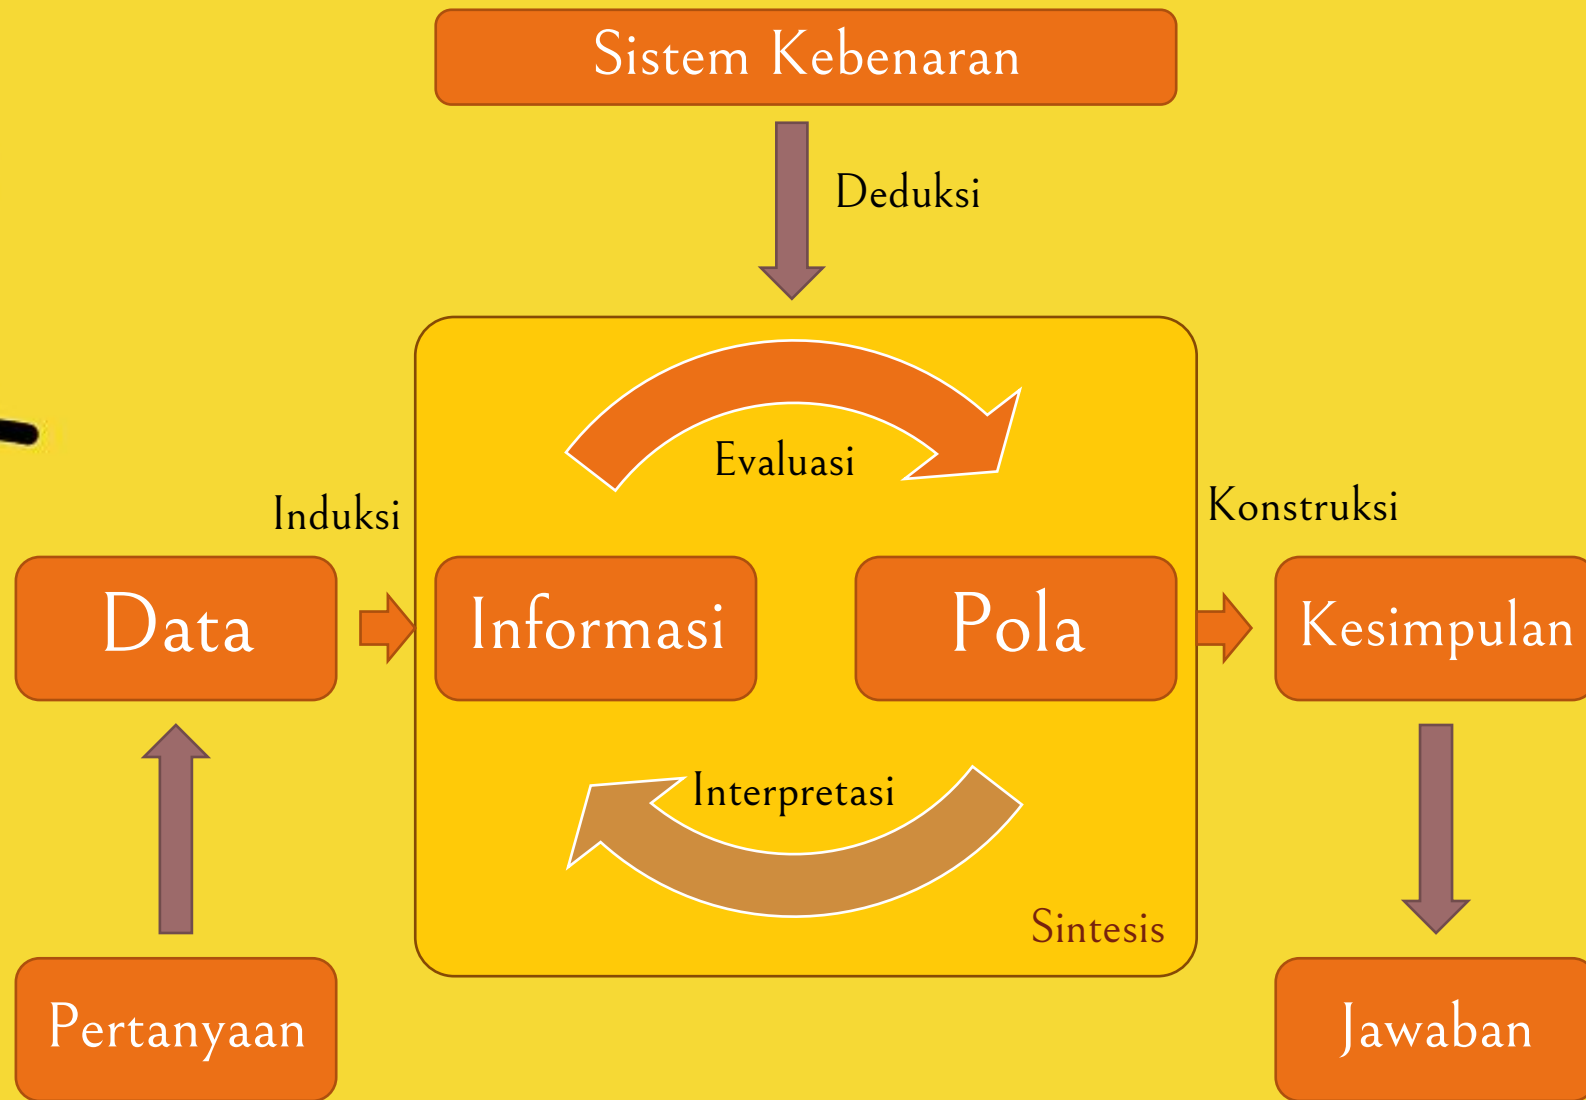 Sistem Kebenaran
Deduksi
Evaluasi
Induksi
Konstruksi
Data
Informasi
Pola
Kesimpulan
Interpretasi
Sintesis
Pertanyaan
Jawaban